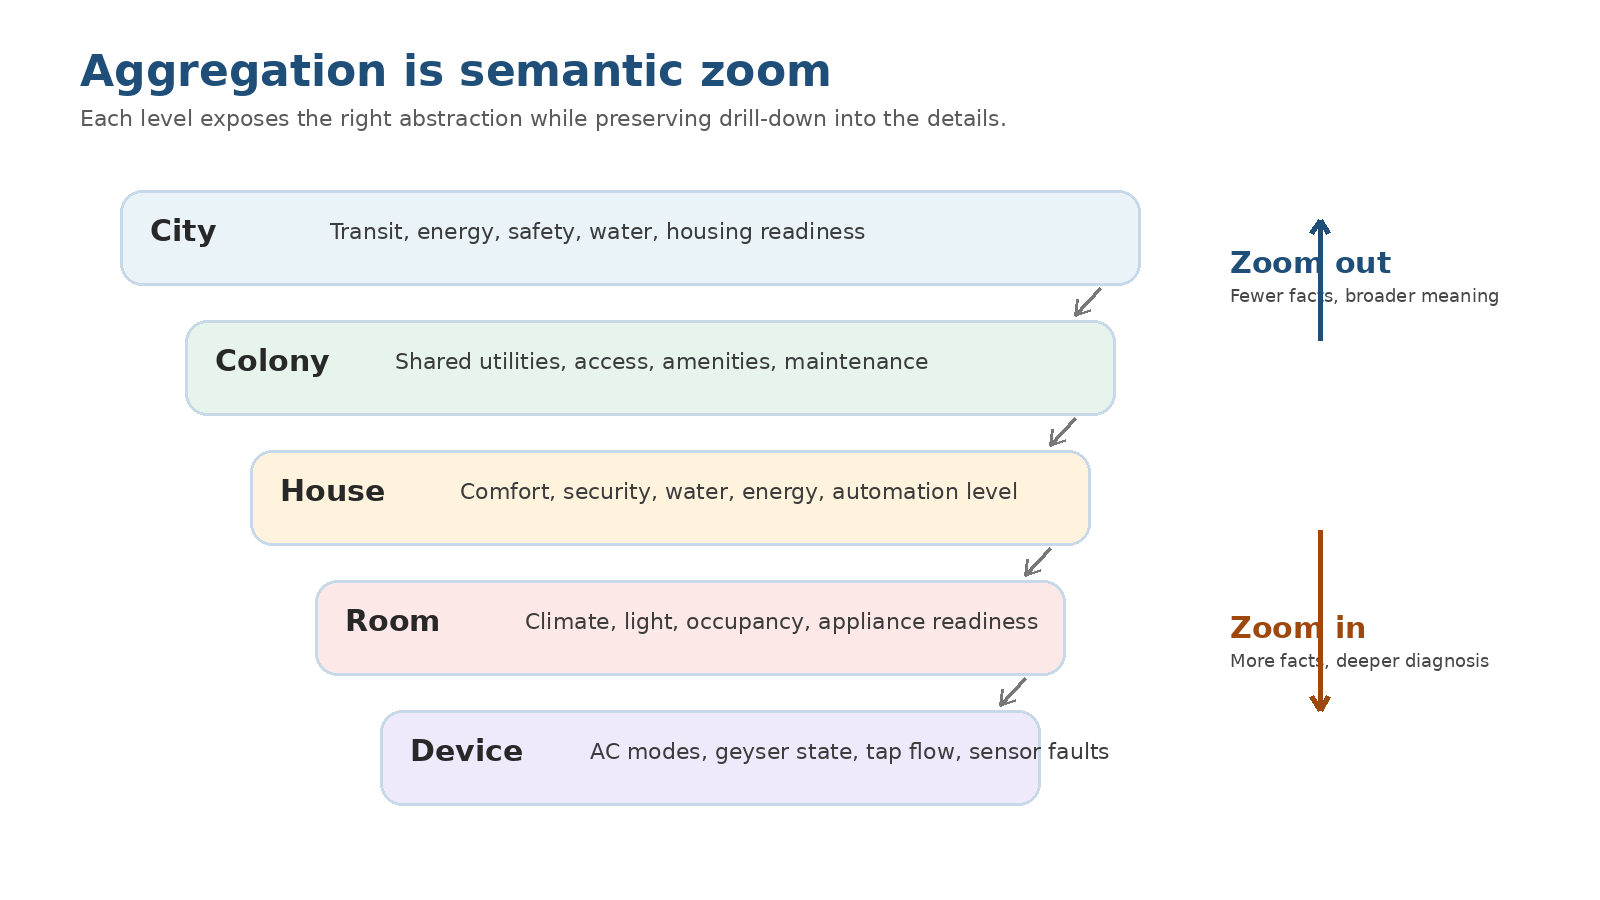 Aggregation is semantic zoom
Each level exposes the right abstraction while preserving drill-down into the details.
City
Transit, energy, safety, water, housing readiness
Zoom out
Fewer facts, broader meaning
Colony
Shared utilities, access, amenities, maintenance
House
Comfort, security, water, energy, automation level
Room
Climate, light, occupancy, appliance readiness
Zoom in
More facts, deeper diagnosis
Device
AC modes, geyser state, tap flow, sensor faults